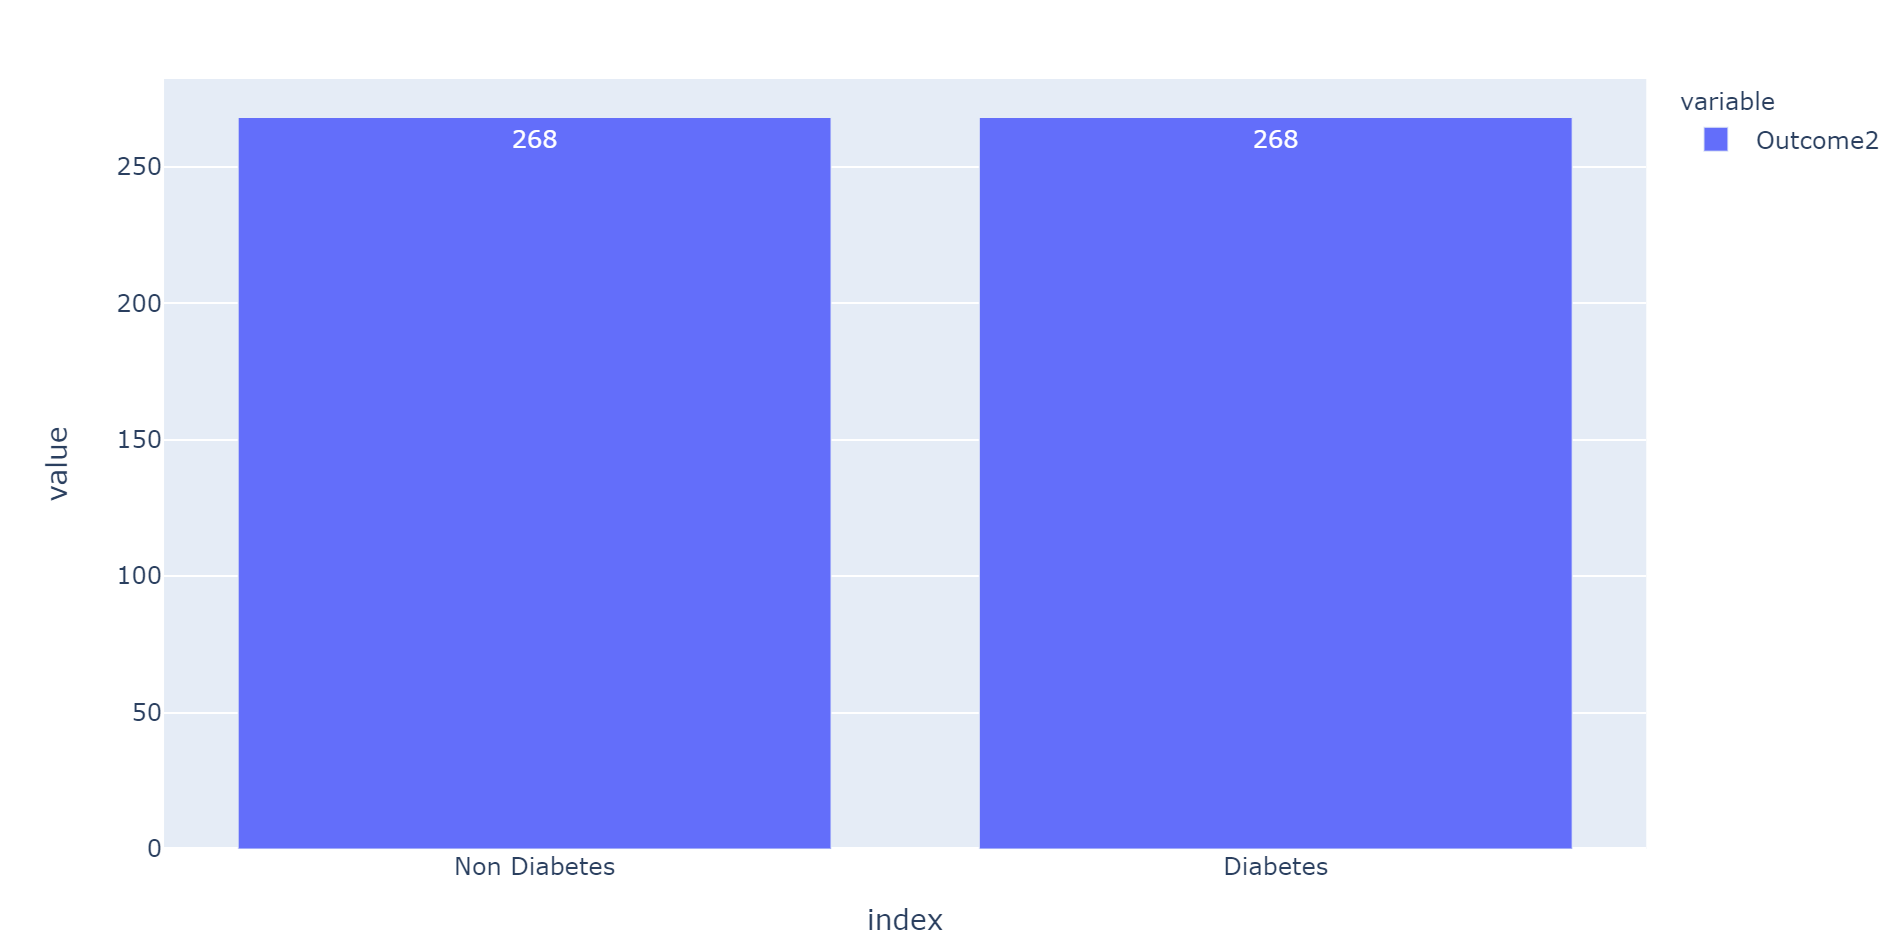 268
268
variable
Outcome2
250
200
150
100
50
0
value
Non Diabetes
Diabetes
index